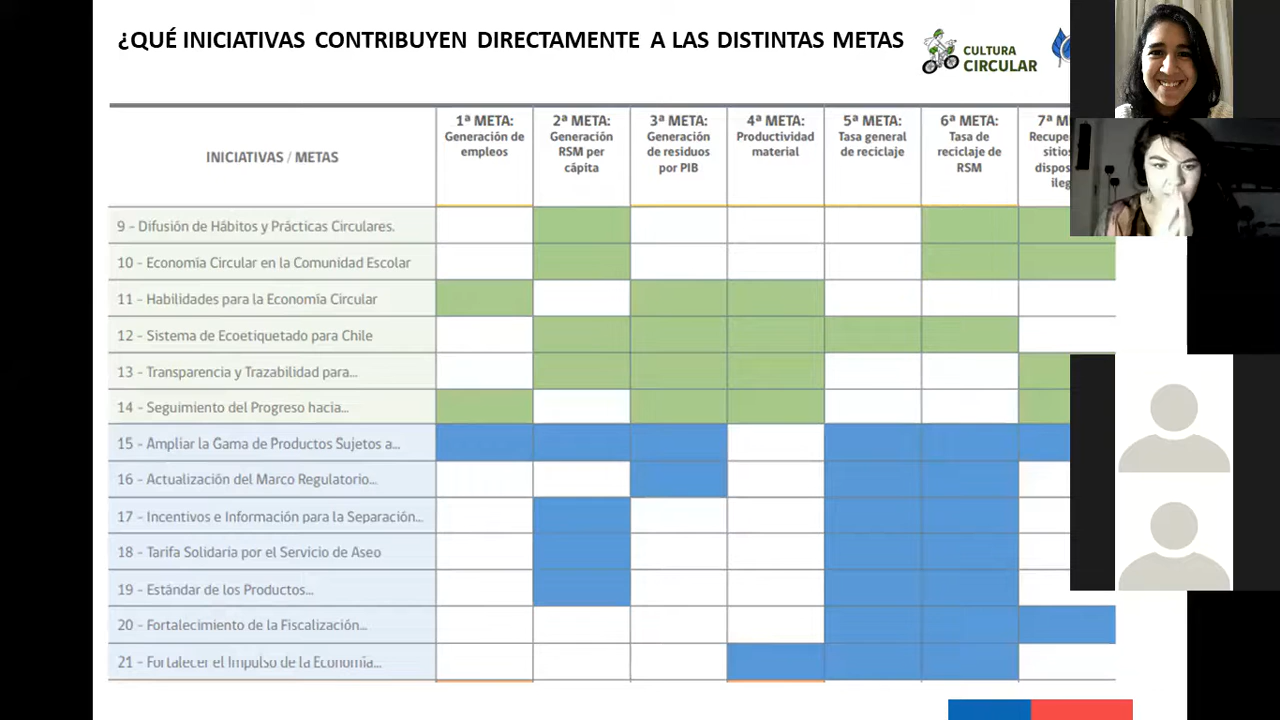 ¿QUÉ INICIATIVAS CONTRIBUYEN DIRECTAMENTE A LAS DISTINTAS METAS
CULTURA
CIRCULAR
INICIATIVAS / METAS
1ª META:
Generación de
empleos
2ª META:
Generación
RSM per
cápita
3ª META:
Generación
de residuos
por PIB
4ª META:
Productividad
material
5ª META:
Tasa general
de reciclaje
6ª META:
Tasa de
reciclaje de
RSM
7ª M
Recupe
sitios
dispos
ileg
9 - Difusión de Hábitos y Prácticas Circulares.
10 - Economía Circular en la Comunidad Escolar
11 - Habilidades para la Economía Circular
12 - Sistema de Ecoetiquetado para Chile
13 - Transparencia y Trazabilidad para...
14 - Seguimiento del Progreso hacia...
15 - Ampliar la Gama de Productos Sujetos a...
16 - Actualización del Marco Regulatorio...
17 - Incentivos e Información para la Separación...
18 - Tarifa Solidaria por el Servicio de Aseo
19 - Estándar de los Productos...
20 - Fortalecimiento de la Fiscalización...
21 - Fortalecer el Impulso de la Economía...